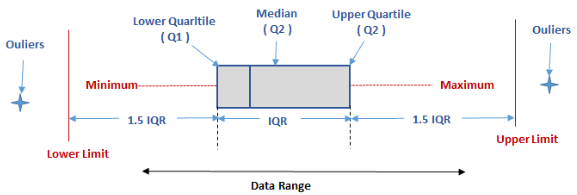 Ouliers
Lower Quarltile
( Q1 )
Median
( Q2 )
Upper Quartile
( Q2 )
Ouliers
Minimum
Maximum
1.5 IQR
IQR
1.5 IQR
Lower Limit
Upper Limit
Data Range